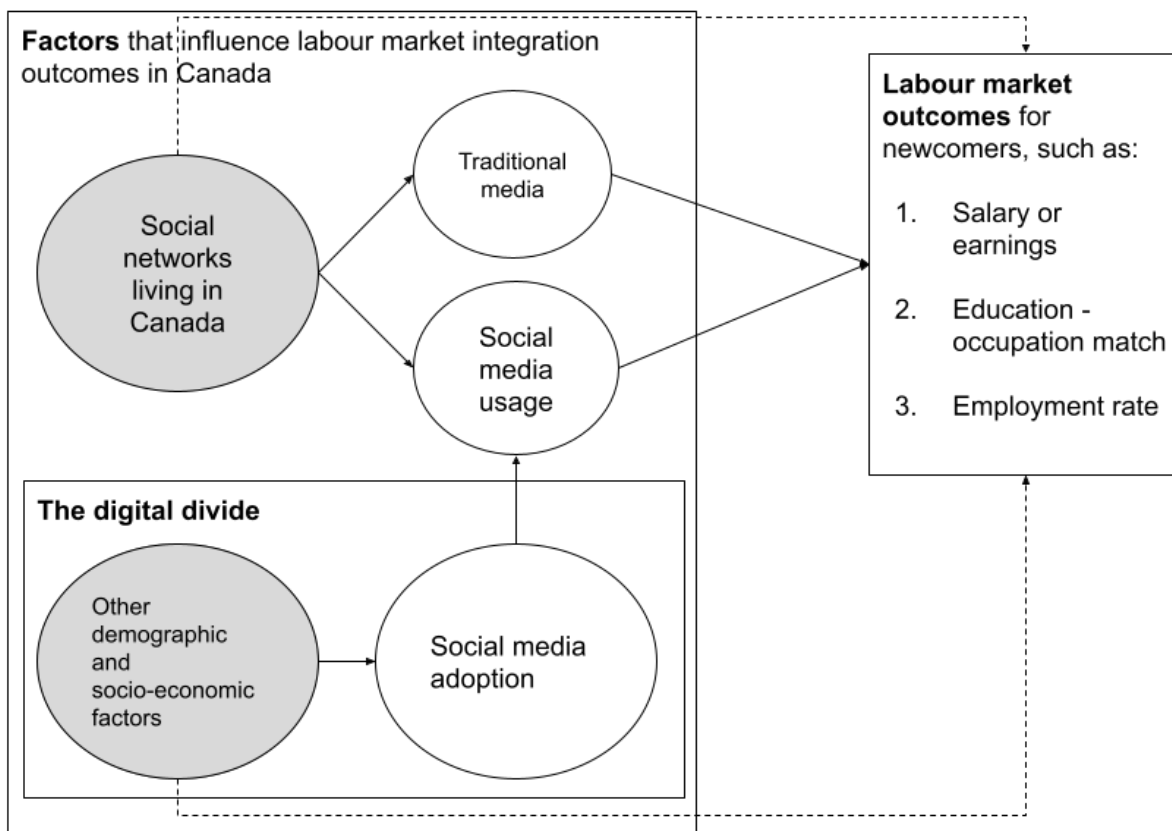 Factors that influence labour market integration
outcomes in Canada
Social
networks
living in
Canada
Traditional
media
Social
media
usage
The digital divide
Other
demographic
and
socio-economic
factors
Social media
adoption
Labour market
outcomes for
newcomers, such as:
1. Salary or
earnings
2. Education -
occupation match
3. Employment rate